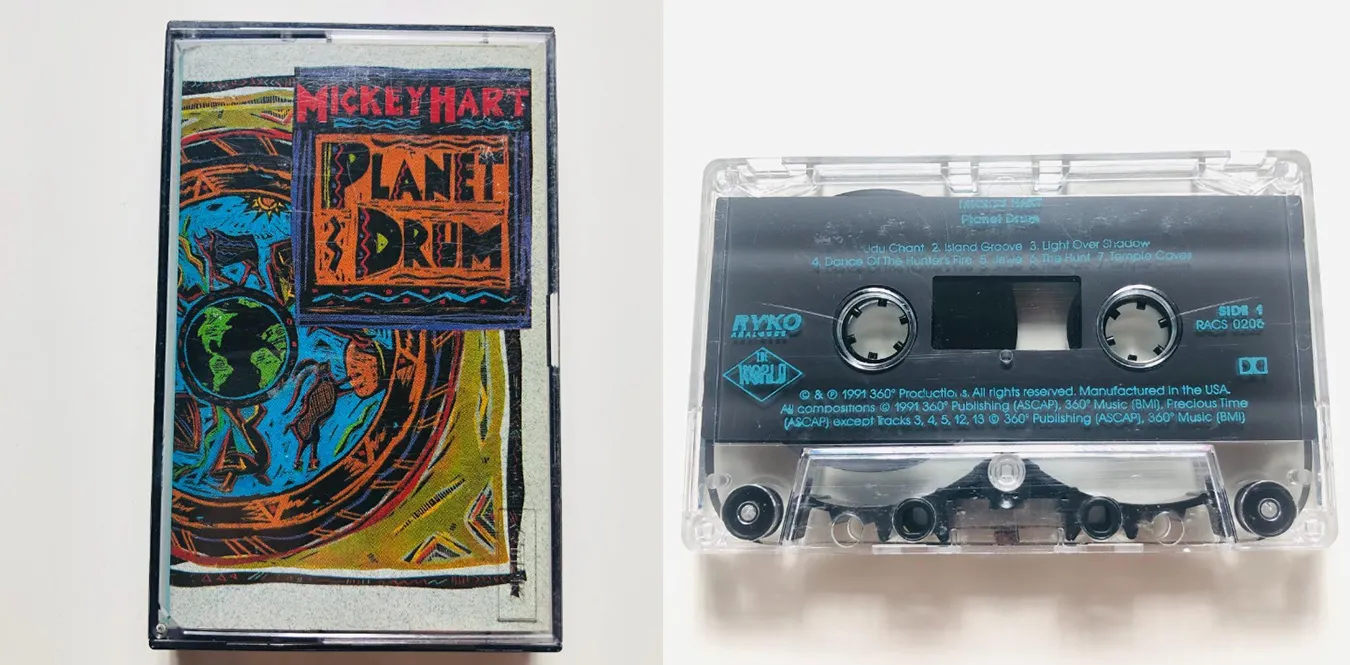 MICKEY HART
PLANET
DRUM
MICKEY HART
Planet Drum
Chant 2. Island Groove 3. Light Over Shadow
4. Dance Of The Hunter's Fire 5. Jewe 6. The Hunt 7. Temple Caves
RYKO
ANALOGUE
SIDE 1
RACS 0206
THE
WORLD
© & ℗ 1991 360° Productio s. All rights reserved. Manufactured in the USA.
All compositions © 1991 360° Publishing (ASCAP), 360° Music (BMI), Precious Time
(ASCAP) except tracks 3, 4, 5, 12, 13 © 360° Publishing (ASCAP), 360° Music (BMI)